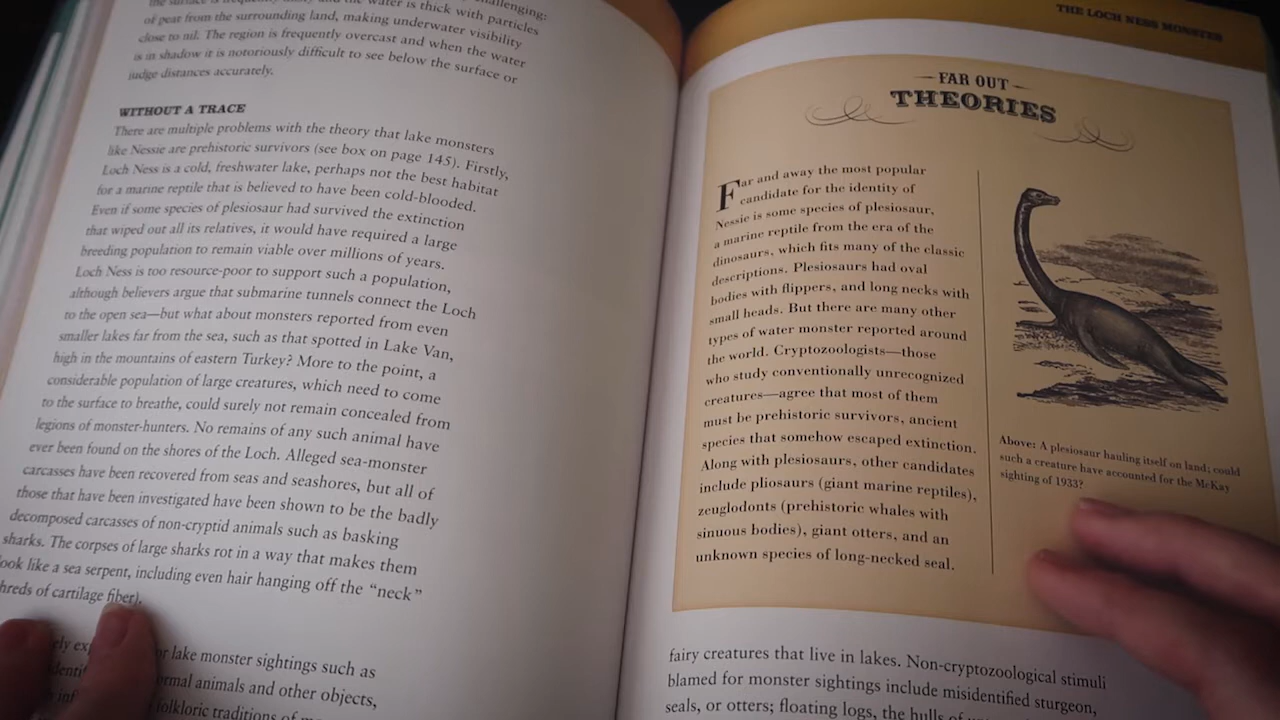 the surface is frequently and the water is thick with particles
of peat from the surrounding land, making underwater visibility
close to nil. The region is frequently overcast and when the water
is in shadow it is notoriously difficult to see below the surface or
judge distances accurately.
WITHOUT A TRACE
There are multiple problems with the theory that lake monsters
like Nessie are prehistoric survivors (see box on page 145). Firstly,
Loch Ness is a cold, freshwater lake, perhaps not the best habitat
for a marine reptile that is believed to have been cold-blooded.
Even if some species of plesiosaur had survived the extinction
that wiped out all its relatives, it would have required a large
breeding population to remain viable over millions of years.
Loch Ness is too resource-poor to support such a population,
although believers argue that submarine tunnels connect the Loch
to the open sea—but what about monsters reported from even
smaller lakes far from the sea, such as that spotted in Lake Van,
high in the mountains of eastern Turkey? More to the point, a
considerable population of large creatures, which need to come
to the surface to breathe, could surely not remain concealed from
legions of monster-hunters. No remains of any such animal have
ever been found on the shores of the Loch. Alleged sea-monster
carcasses have been recovered from seas and seashores, but all of
those that have been investigated have been shown to be the badly
decomposed carcasses of non-cryptid animals such as basking
sharks. The corpses of large sharks rot in a way that makes them
look like a sea serpent, including even hair hanging off the “neck”
shreds of cartilage fiber).
lake monster sightings such as
animals and other objects,
folkloric traditions of
THE LOCH NESS MONSTER
FAR OUT
THEORIES
Far and away the most popular
candidate for the identity of
Nessie is some species of plesiosaur,
a marine reptile from the era of the
dinosaurs, which fits many of the classic
descriptions. Plesiosaurs had oval
bodies with flippers, and long necks with
small heads. But there are many other
types of water monster reported around
the world. Cryptozoologists—those
who study conventionally unrecognized
creatures—agree that most of them
must be prehistoric survivors, ancient
species that somehow escaped extinction.
Along with plesiosaurs, other candidates
include pliosaurs (giant marine reptiles),
zeuglodonts (prehistoric whales with
sinuous bodies), giant otters, and an
unknown species of long-necked seal.
Above: A plesiosaur hauling itself on land; could
such a creature have accounted for the McKay
sighting of 1933?
fairy creatures that live in lakes. Non-cryptozoological stimuli
blamed for monster sightings include misidentified sturgeon,
seals, or otters; floating logs, the hulls of